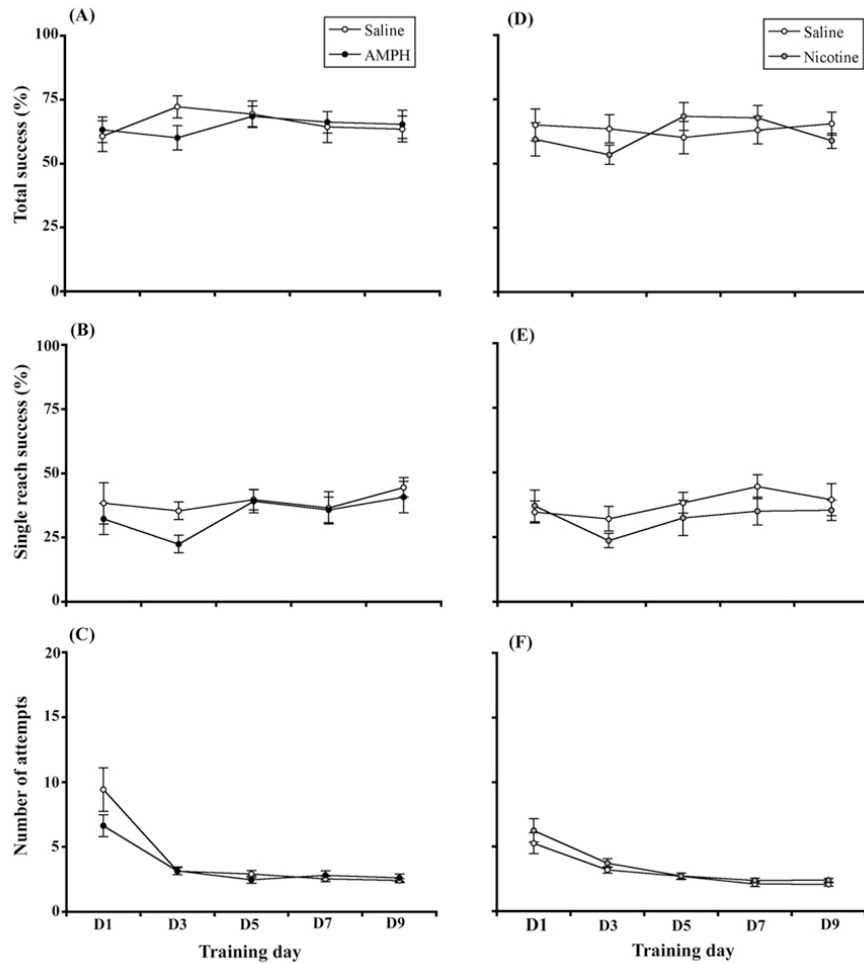 (A)
Saline
AMPH
100
75
50
25
0
Total success (%)
(D)
Saline
Nicotine
(B)
100
75
50
25
0
Single reach success (%)
(E)
(C)
20
15
10
5
0
Number of attempts
D1 D3 D5 D7 D9
Training day
(F)
D1 D3 D5 D7 D9
Training day